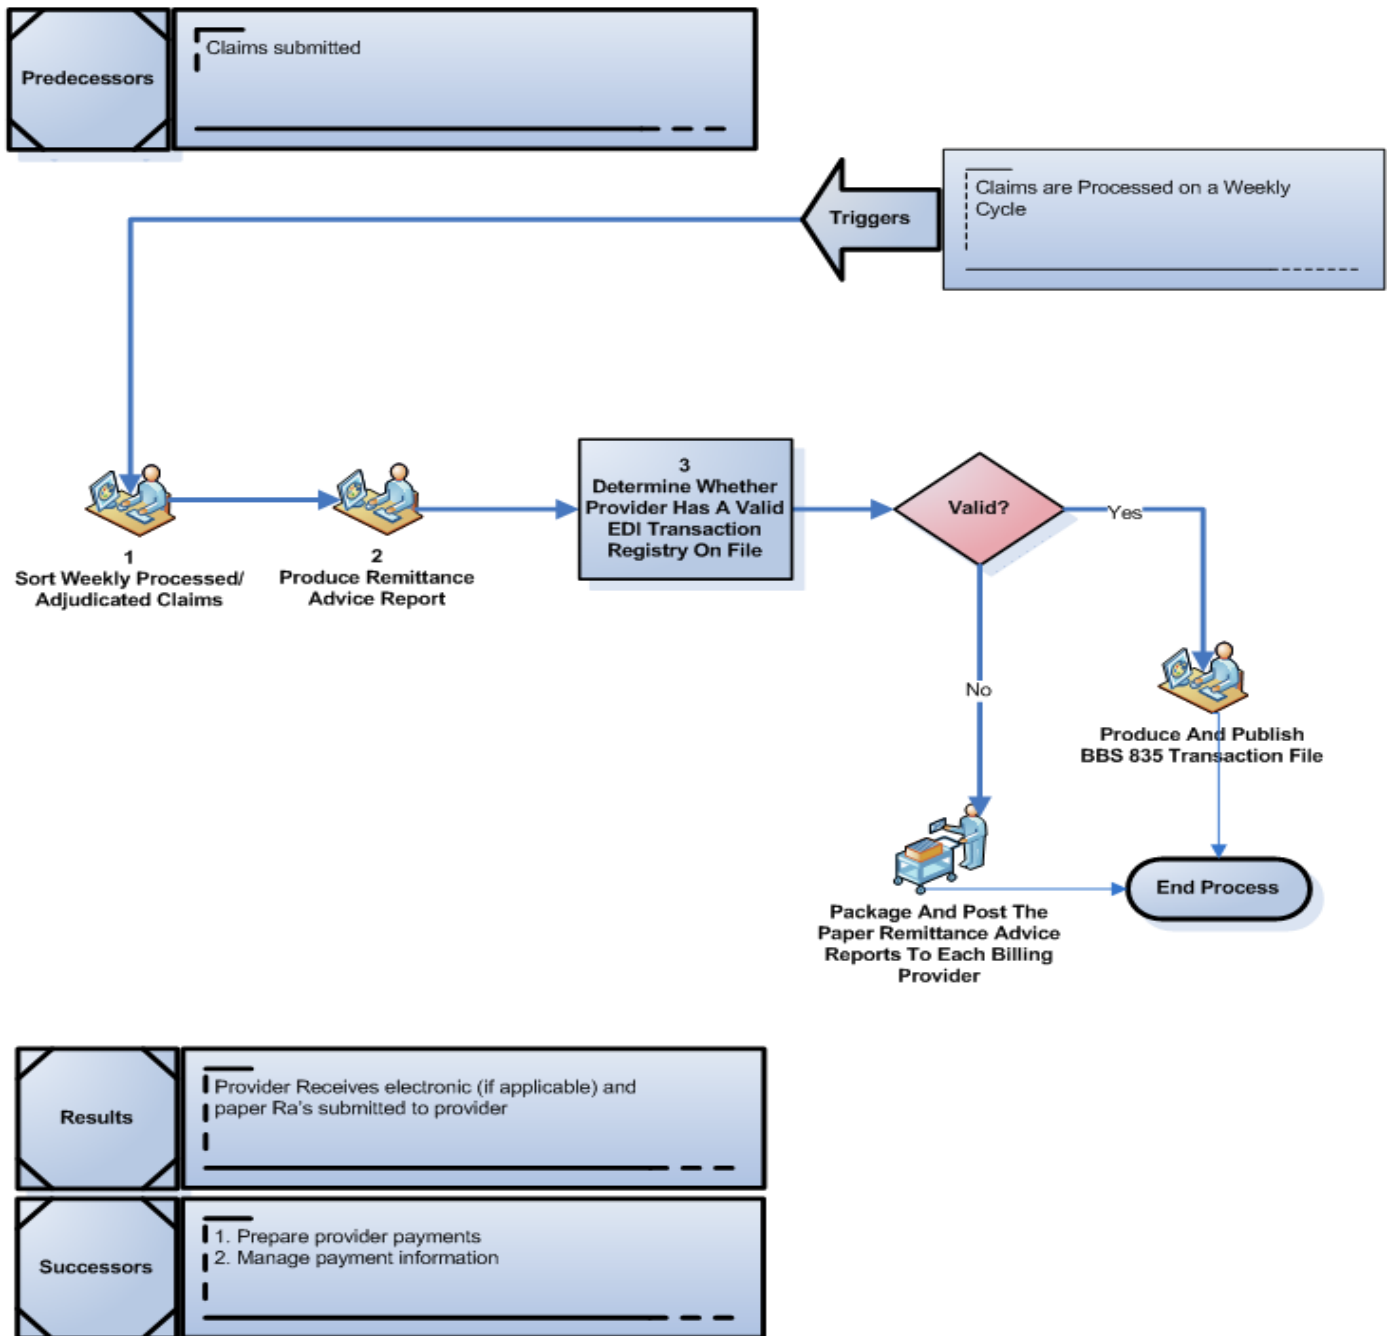 Predecessors
Claims submitted
Claims are Processed on a Weekly
Cycle
Triggers
1
Sort Weekly Processed/
Adjudicated Claims
2
Produce Remittance
Advice Report
3
Determine Whether
Provider Has A Valid
EDI Transaction
Registry On File
Valid?
Yes
No
Produce And Publish
BBS 835 Transaction File
Package And Post The
Paper Remittance Advice
Reports To Each Billing
Provider
End Process
Results
Provider Receives electronic (if applicable) and
paper Ra's submitted to provider
Successors
1. Prepare provider payments
2. Manage payment information